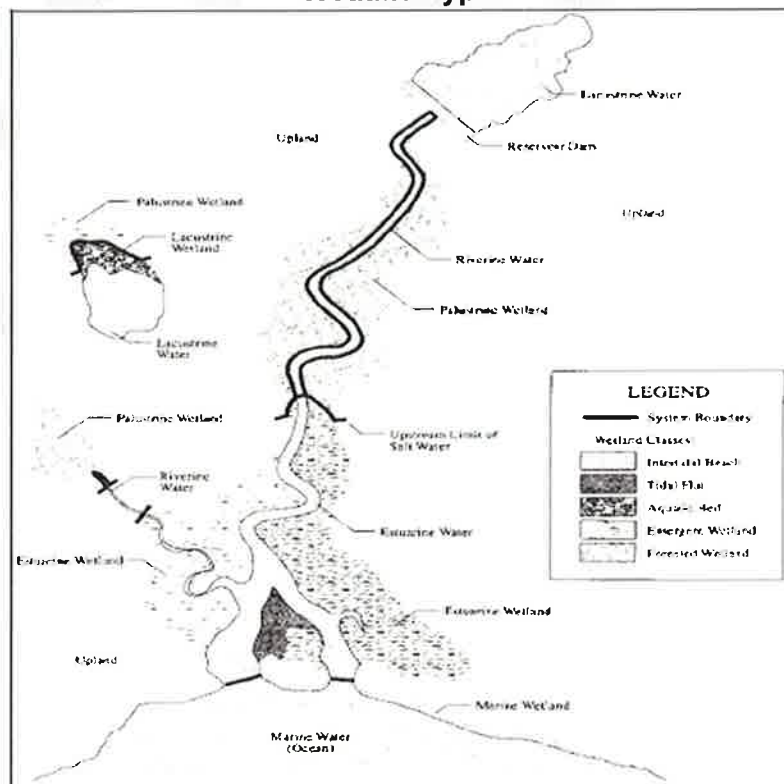 Lacustrine Water
Upland
Reservoir Dam
Palustrine Wetland
Upland
Lacustrine
Wetland
Riverine Water
Palustrine Wetland
Lacustrine
Water
LEGEND
System Boundary
Palustrine Wetland
Upstream Limit of
Salt Water
Wetland Classes
Intertidal Beach
Riverine
Water
Tidal Flat
Aquatic Bed
Estuarine Water
Emergent Wetland
Forested Wetland
Estuarine Wetland
Estuarine Wetland
Upland
Marine Wetland
Marine Water
(Ocean)